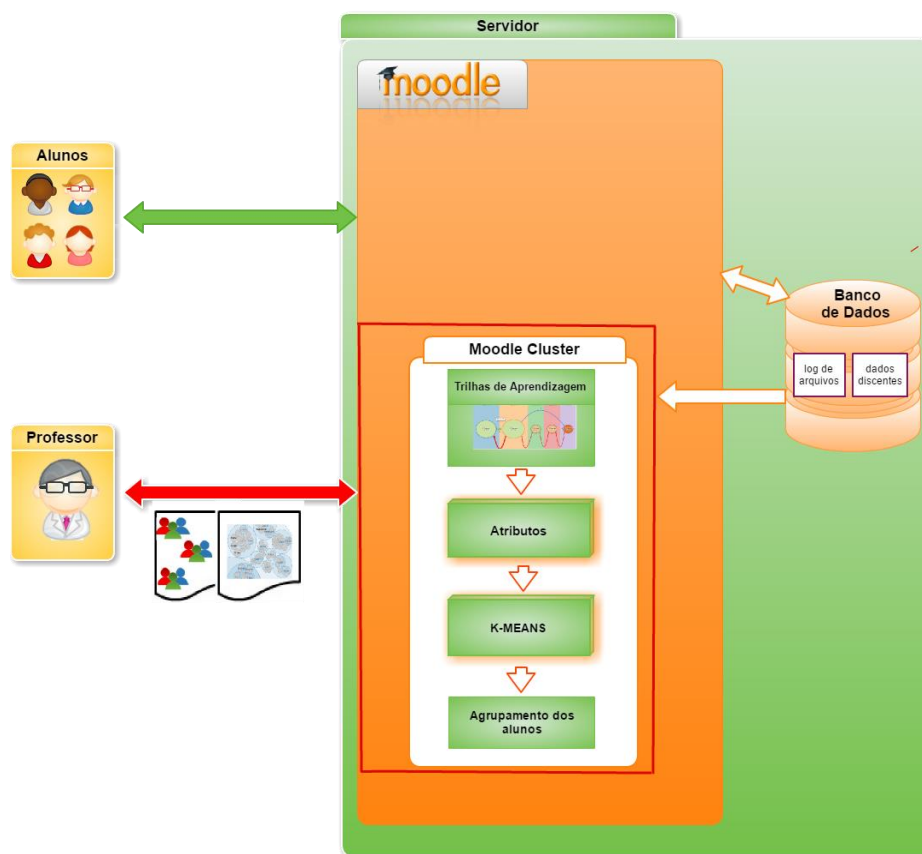 Servidor
moodle
Alunos
Banco
de Dados
log de
arquivos
dados
discentes
Moodle Cluster
Trilhas de Aprendizagem
Professor
Atributos
K-MEANS
Agrupamento dos
alunos